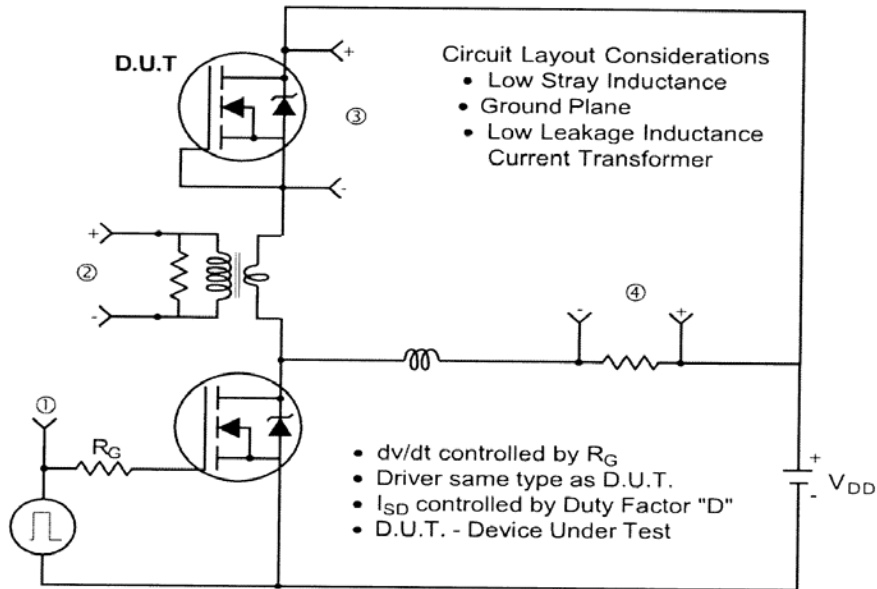 D.U.T
+
Circuit Layout Considerations
• Low Stray Inductance
• Ground Plane
• Low Leakage Inductance
Current Transformer
③
-
+
②
-
④
- +
①
R_G
• dv/dt controlled by R_G
• Driver same type as D.U.T.
• I_SD controlled by Duty Factor "D"
• D.U.T. - Device Under Test
+
V_DD
-